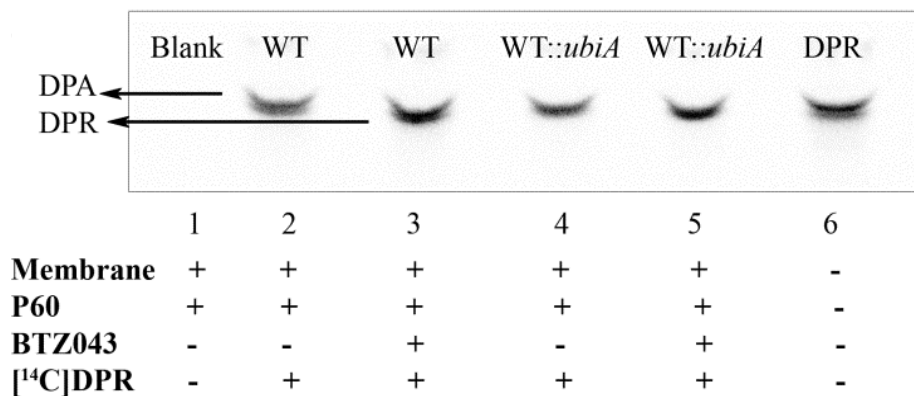 Blank WT WT WT::ubiA WT::ubiA DPR
DPA
DPR
1 2 3 4 5 6
Membrane + + + + + -
P60 + + + + + -
BTZ043 - - + - + -
[¹⁴C]DPR - + + + + -